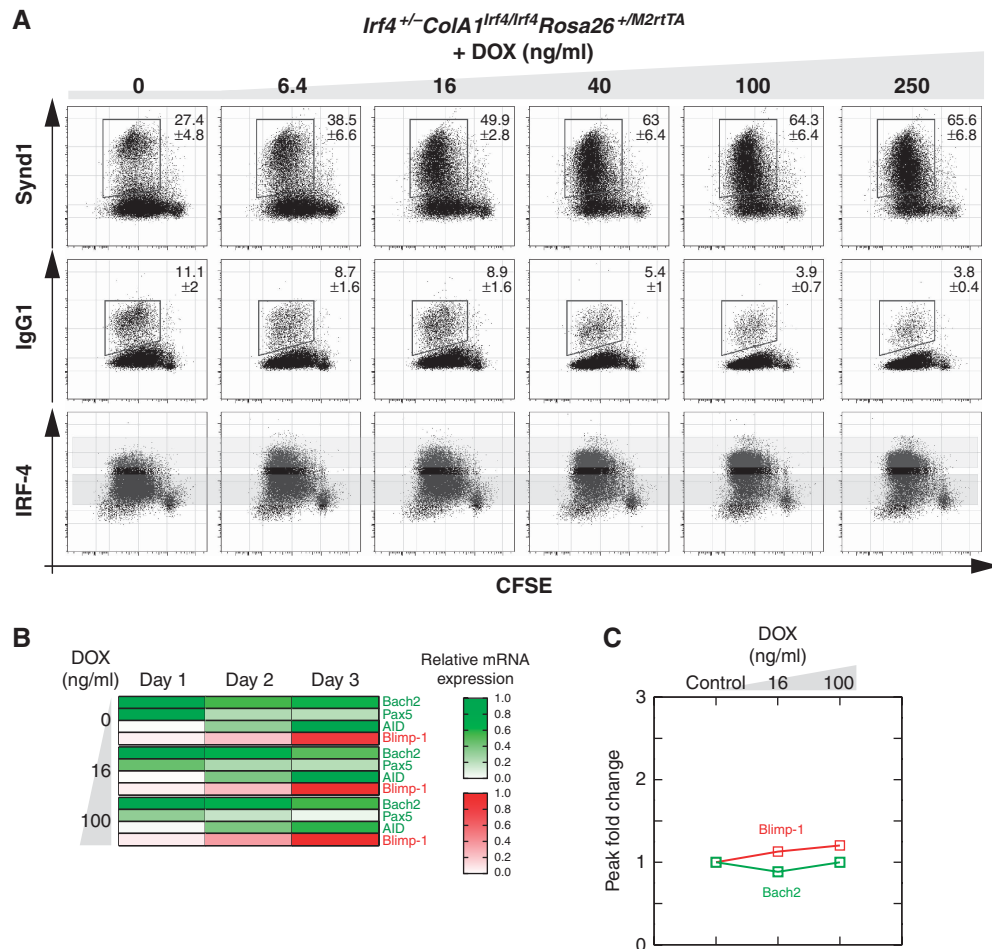 A
Irf4+/–ColA1Irf4/Irf4Rosa26+/M2rtTA
+ DOX (ng/ml)
0 6.4 16 40 100 250
Synd1
27.4 ±4.8
38.5 ±6.6
49.9 ±2.8
63 ±6.4
64.3 ±6.4
65.6 ±6.8
IgG1
11.1 ±2
8.7 ±1.6
8.9 ±1.6
5.4 ±1
3.9 ±0.7
3.8 ±0.4
IRF-4
CFSE
B
DOX
(ng/ml)
Day 1 Day 2 Day 3
0
Bach2
Pax5
AID
Blimp-1
16
Bach2
Pax5
AID
Blimp-1
100
Bach2
Pax5
AID
Blimp-1
Relative mRNA
expression
1.0
0.8
0.6
0.4
0.2
0.0
1.0
0.8
0.6
0.4
0.2
0.0
C
DOX
(ng/ml)
Control 16 100
Peak fold change
3
2
1
0
Blimp-1
Bach2